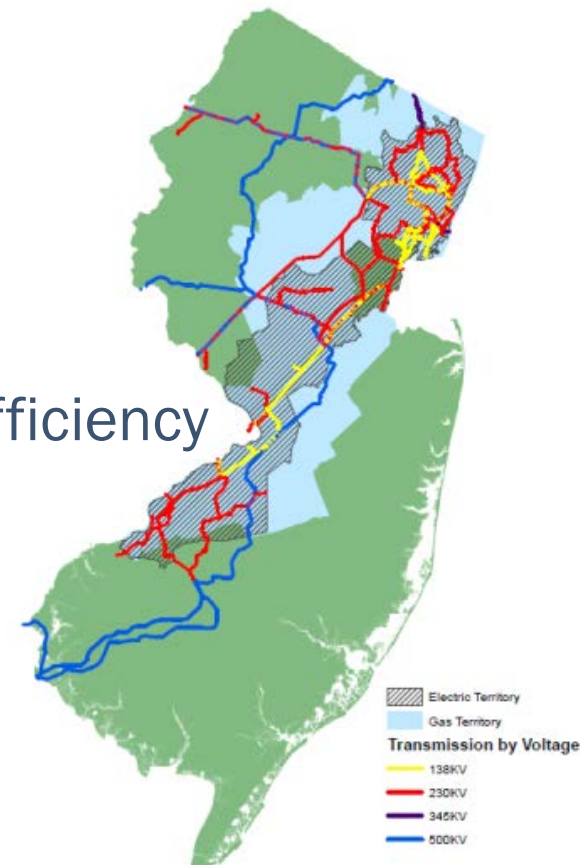 fficiency
Electric Territory
Gas Territory
Transmission by Voltage
138KV
230KV
345KV
500KV